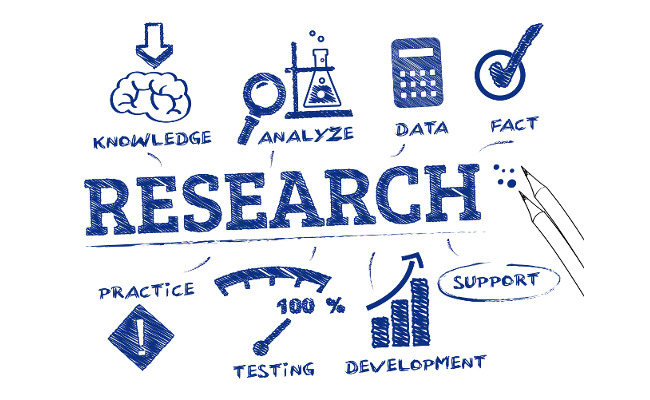 KNOWLEDGE
ANALYZE
DATA
FACT
RESEARCH
PRACTICE
!
100 %
TESTING
DEVELOPMENT
SUPPORT